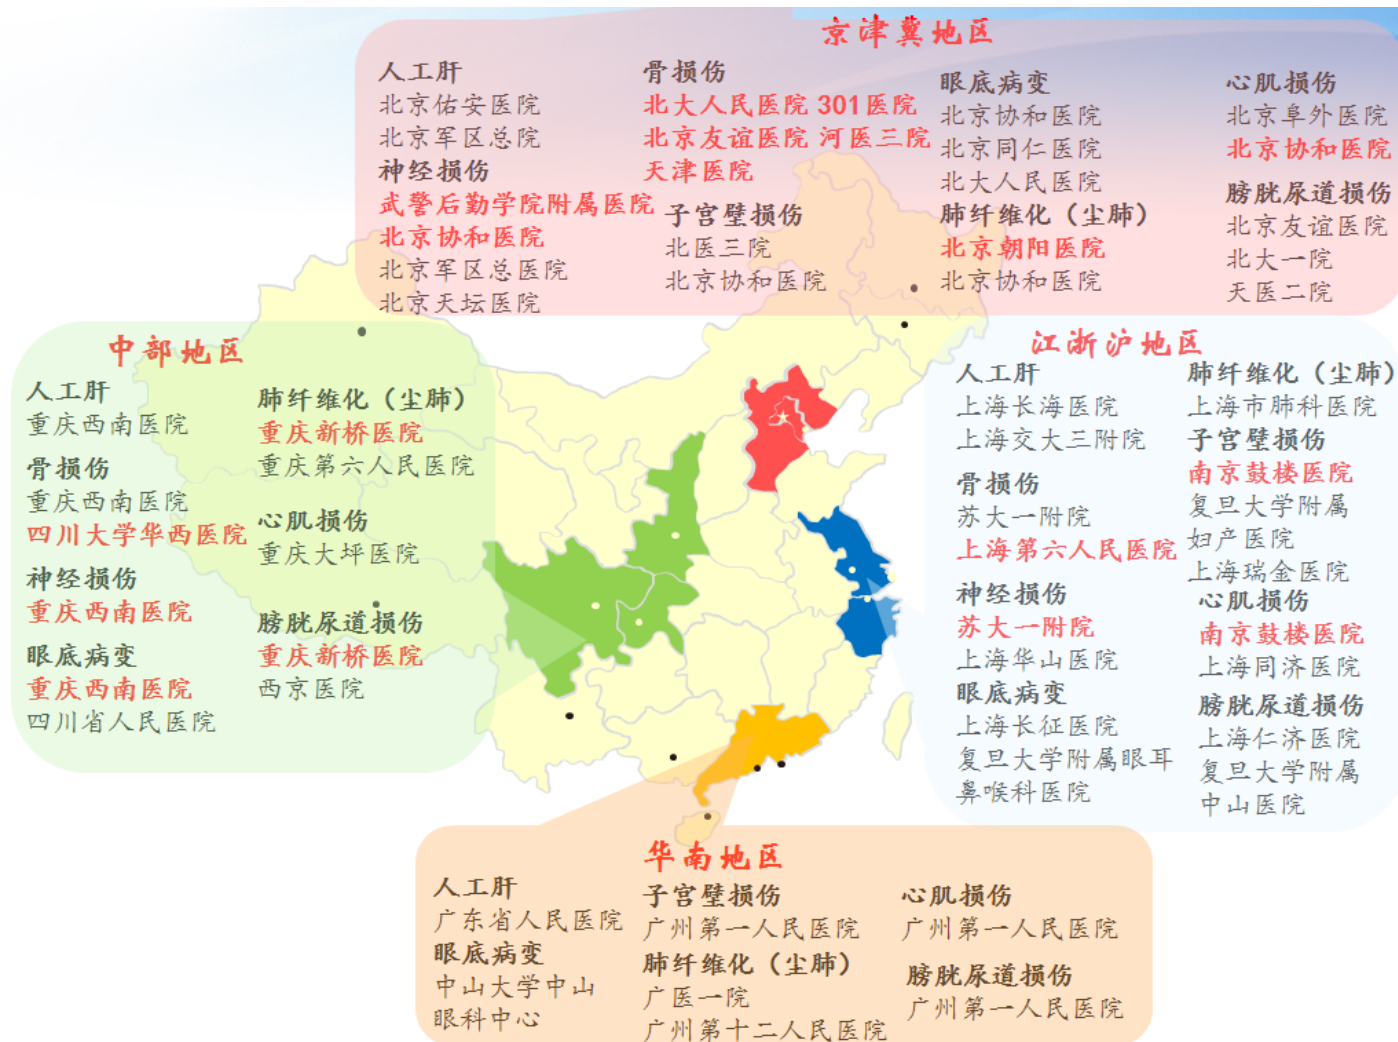 京津冀地区
人工肝
北京佑安医院
北京军区总院
神经损伤
武警后勤学院附属医院
北京协和医院
北京军区总医院
北京天坛医院
骨损伤
北大人民医院 301医院
北京友谊医院 河医三院
天津医院
子宫壁损伤
北医三院
北京协和医院
眼底病变
北京协和医院
北京同仁医院
北大人民医院
肺纤维化（尘肺）
北京朝阳医院
北京协和医院
心肌损伤
北京阜外医院
北京协和医院
膀胱尿道损伤
北京友谊医院
北大一院
天医二院
中部地区
人工肝
重庆西南医院
骨损伤
重庆西南医院
四川大学华西医院
神经损伤
重庆西南医院
眼底病变
重庆西南医院
四川省人民医院
肺纤维化（尘肺）
重庆新桥医院
重庆第六人民医院
心肌损伤
重庆大坪医院
膀胱尿道损伤
重庆新桥医院
西京医院
江浙沪地区
人工肝
上海长海医院
上海交大三附院
骨损伤
苏大一附院
上海第六人民医院
神经损伤
苏大一附院
上海华山医院
眼底病变
上海长征医院
复旦大学附属眼耳
鼻喉科医院
肺纤维化（尘肺）
上海市肺科医院
子宫壁损伤
南京鼓楼医院
复旦大学附属
妇产医院
上海瑞金医院
心肌损伤
南京鼓楼医院
上海同济医院
膀胱尿道损伤
上海仁济医院
复旦大学附属
中山医院
华南地区
人工肝
广东省人民医院
眼底病变
中山大学中山
眼科中心
子宫壁损伤
广州第一人民医院
肺纤维化（尘肺）
广医一院
广州第十二人民医院
心肌损伤
广州第一人民医院
膀胱尿道损伤
广州第一人民医院